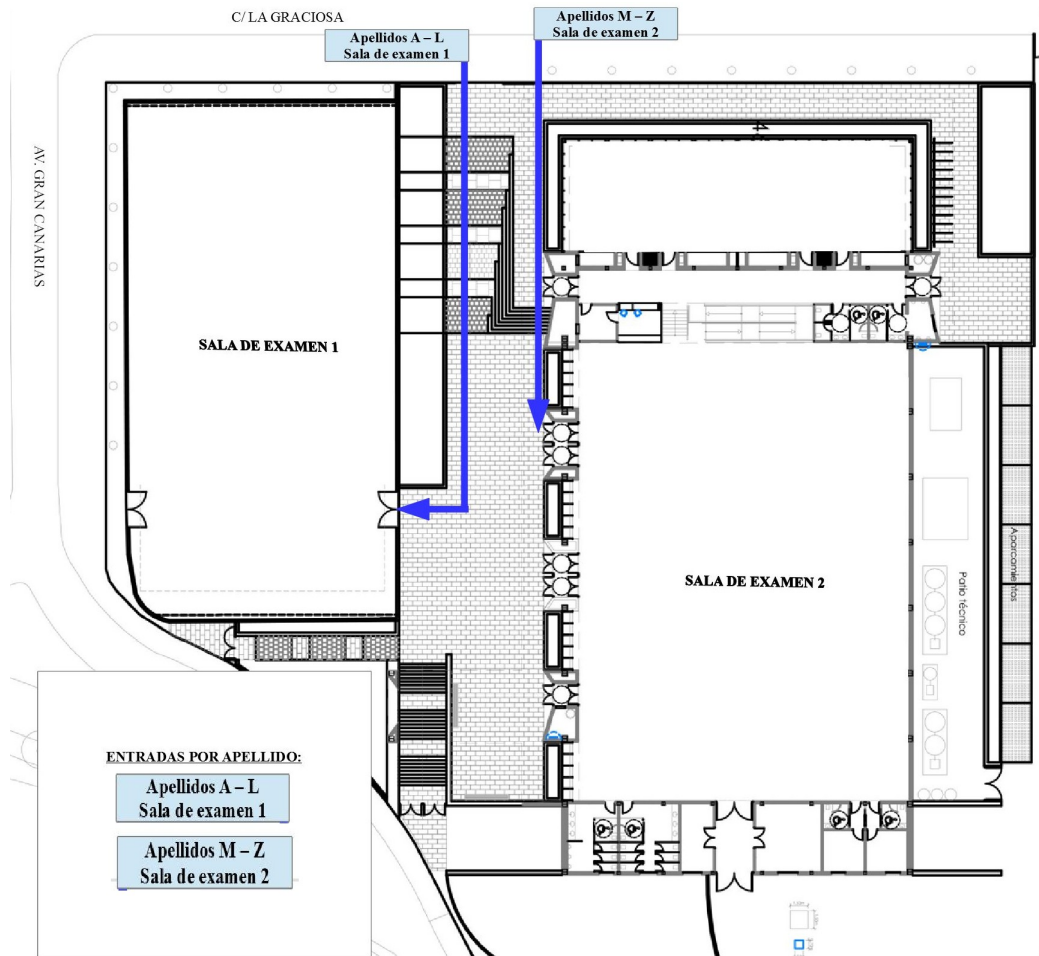 C/ LA GRACIOSA
Apellidos A – L
Sala de examen 1
Apellidos M – Z
Sala de examen 2
AV. GRAN CANARIAS
SALA DE EXAMEN 1
SALA DE EXAMEN 2
Patio técnico
Aparcamientos
ENTRADAS POR APELLIDO:
Apellidos A – L
Sala de examen 1
Apellidos M – Z
Sala de examen 2